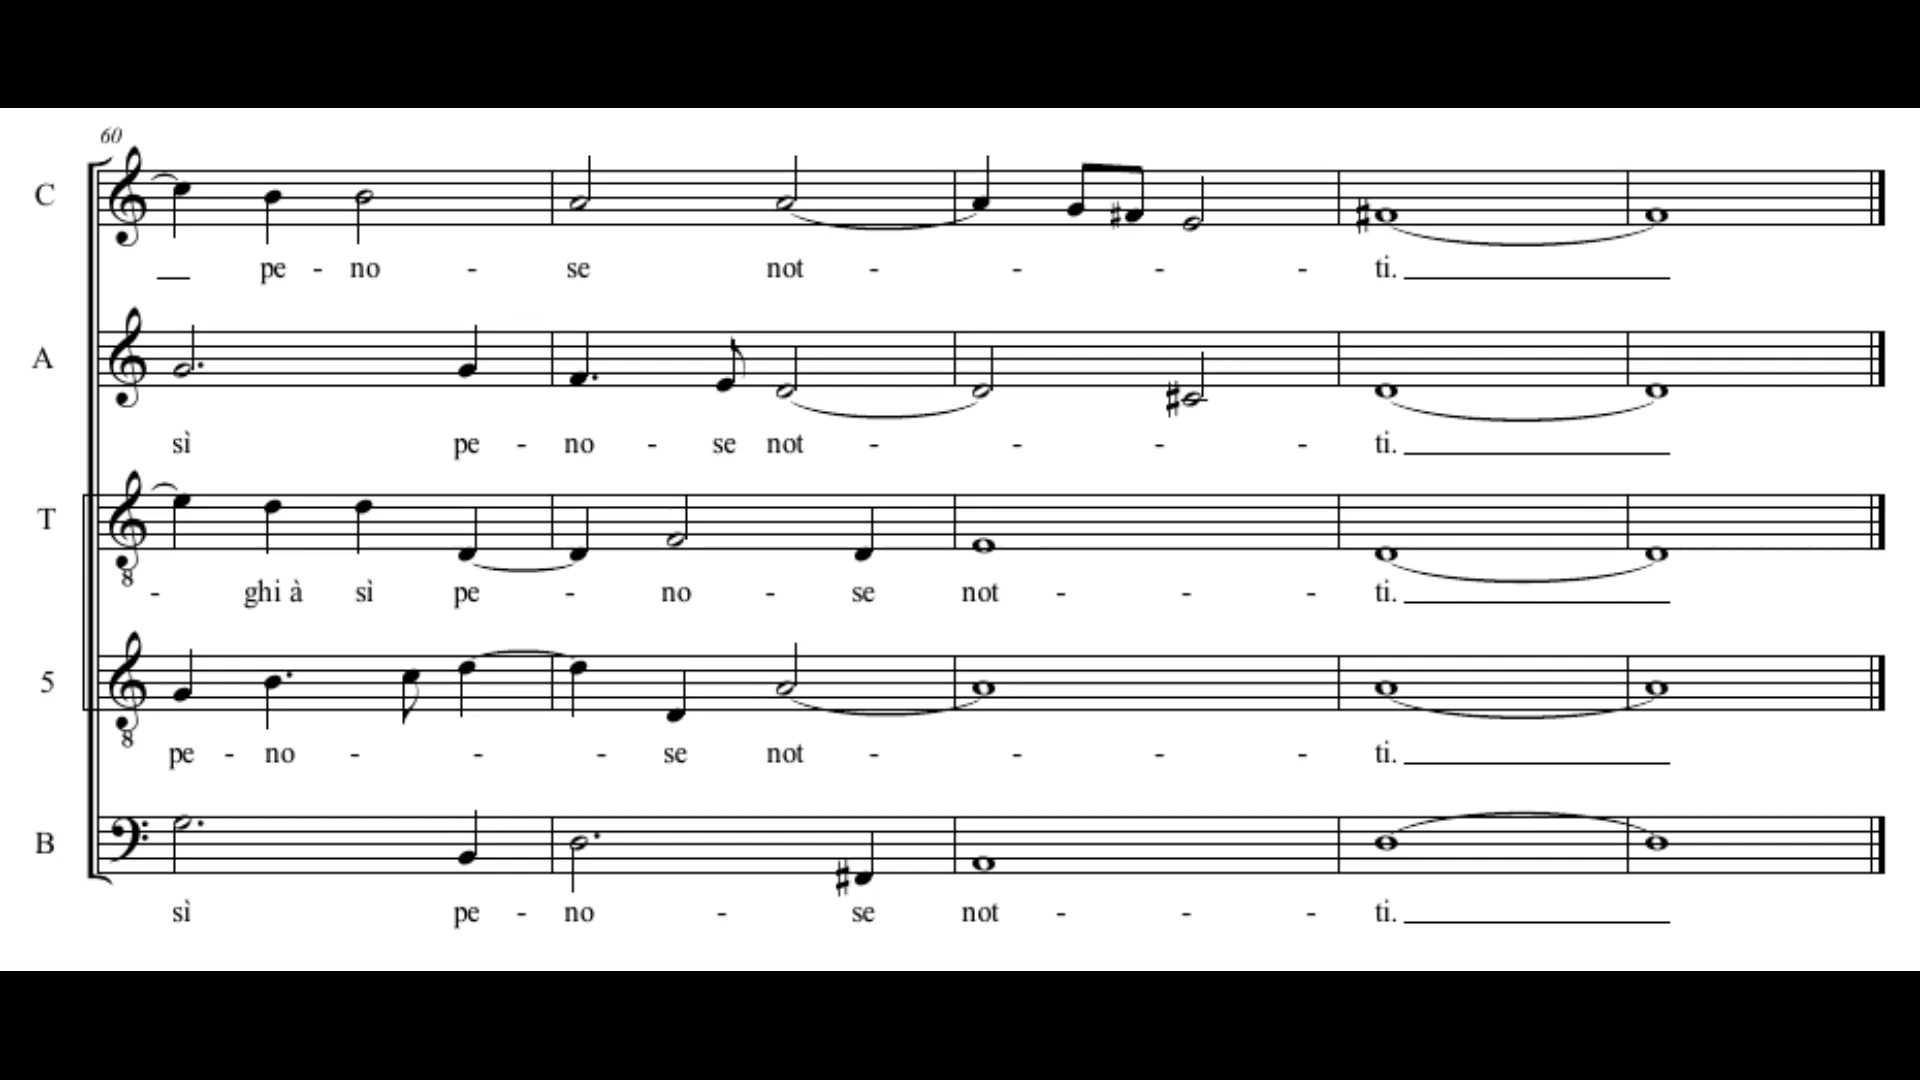 60
C
pe - no - se not - - - - ti.
A
sì pe - no - se not - - - - ti.
T
8
- ghi à sì pe - no - se not - - - ti.
5
8
pe - no - - - se not - - - - ti.
B
sì pe - no - se not - - - ti.